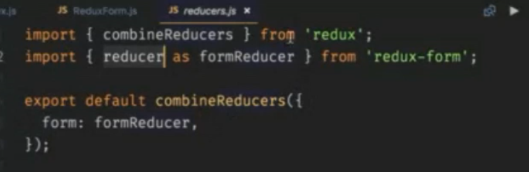 JS ReduxForm.js JS reducers.js ×
import { combineReducers } from 'redux';
2 import { reducer as formReducer } from 'redux-form';
export default combineReducers({
form: formReducer,
});